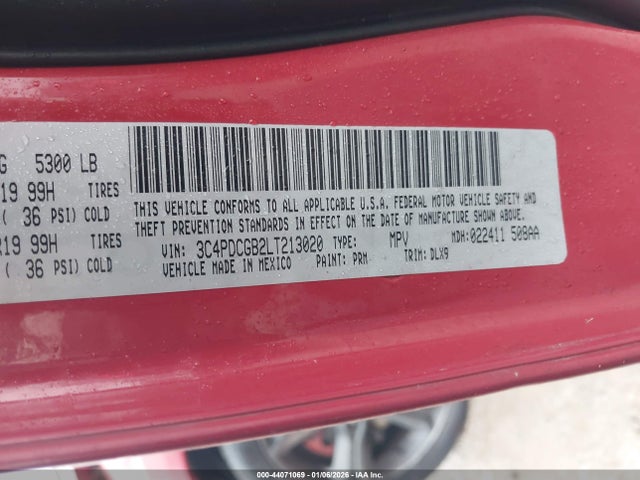 G 5300 LB
19 99H TIRES
( 36 PSI) COLD
R19 99H TIRES
( 36 PSI) COLD
THIS VEHICLE CONFORMS TO ALL APPLICABLE U.S.A. FEDERAL MOTOR VEHICLE SAFETY AND
THEFT PREVENTION STANDARDS IN EFFECT ON THE DATE OF MANUFACTURE SHOWN ABOVE.
VIN: 3C4PDCGB2LT213020 TYPE: MPV MDH:022411 508AA
VEHICLE MADE IN MEXICO PAINT: PRM TRIM: DLX9
000-44071069 | 01/06/2026 | © IAA, Inc.